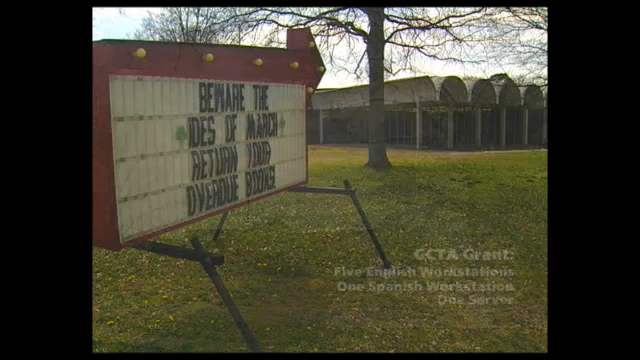 BEWARE THE
IDES OF MARCH
RETURN YOUR
OVERDUE BOOKS!
CCTA Grant:
Five English Workstations
One Spanish Workstation
One Server